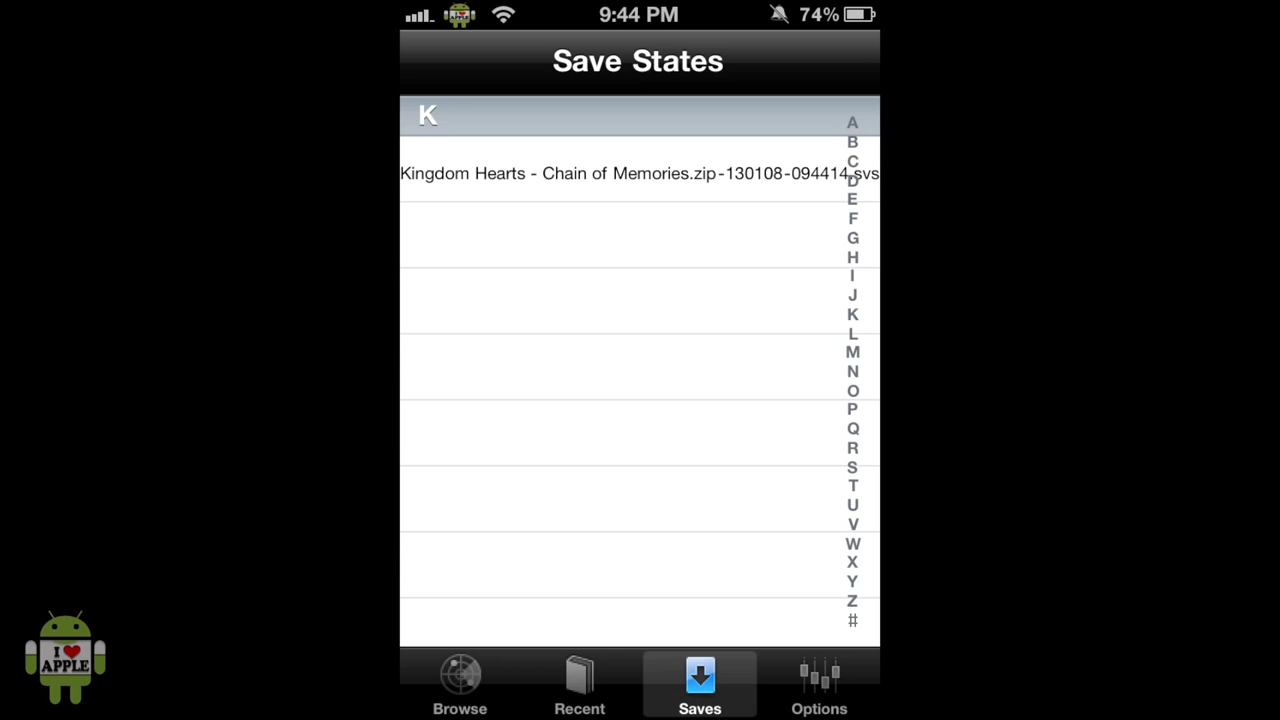 9:44 PM 74%
Save States
K
Kingdom Hearts - Chain of Memories.zip-130108-094414.svs
A
B
C
D
E
F
G
H
I
J
K
L
M
N
O
P
Q
R
S
T
U
V
W
X
Y
Z
#
Browse Recent Saves Options
I ♥
APPLE